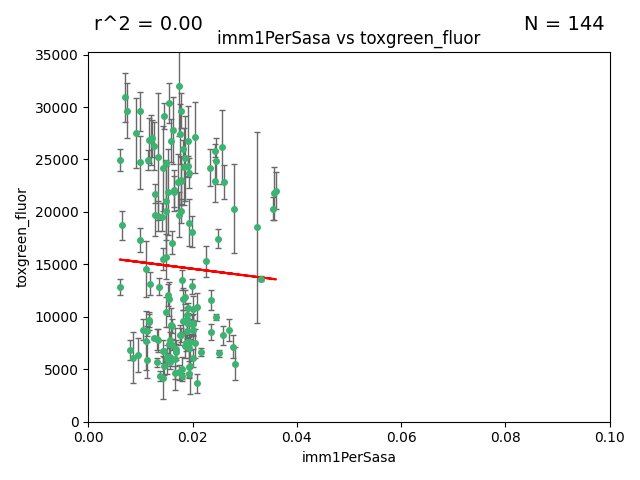 r^2 = 0.00
N = 144
imm1PerSasa vs toxgreen_fluor
35000
30000
25000
20000
15000
10000
5000
0
toxgreen_fluor
0.00
0.02
0.04
0.06
0.08
0.10
imm1PerSasa